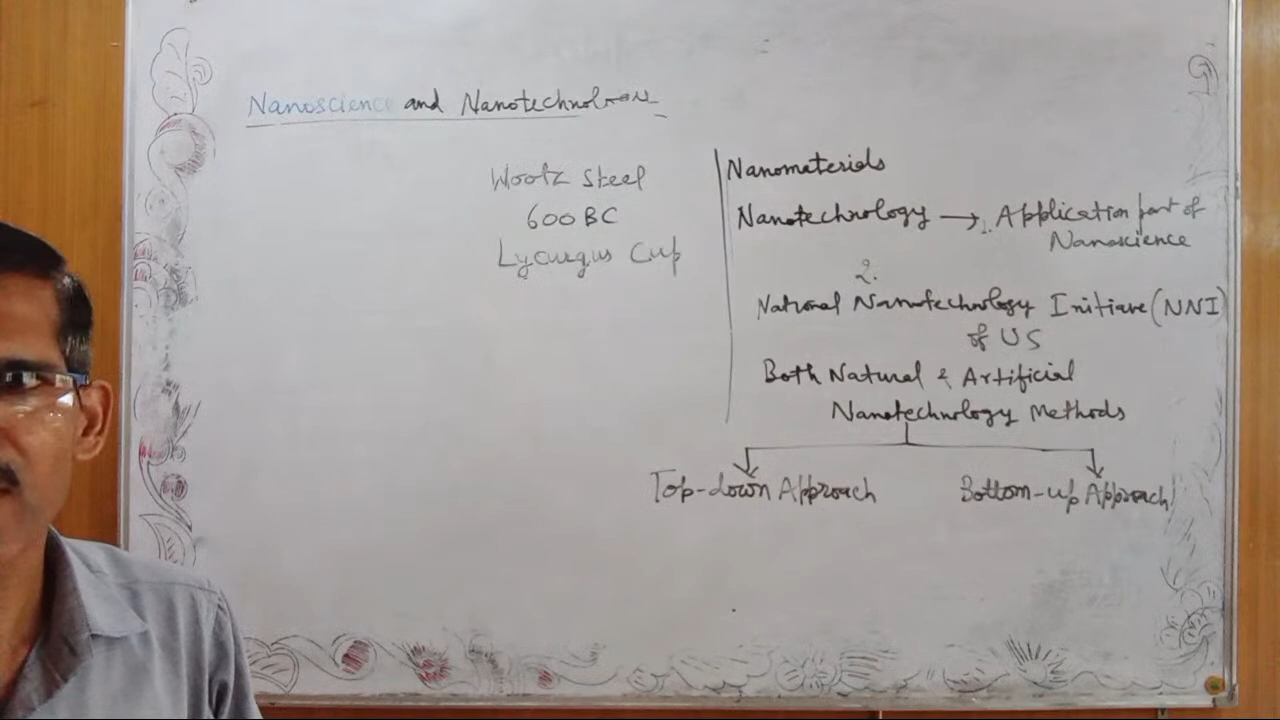 Nanoscience and Nanotechnology
Wootz Steel
600 BC
Lycurgus Cup
Nanomaterials
Nanotechnology → 1. Application part of
Nanoscience
2.
National Nanotechnology Initiave (NNI)
of US
Both Natural & Artificial
Nanotechnology Methods
Top-down Approach
Bottom-up Approach